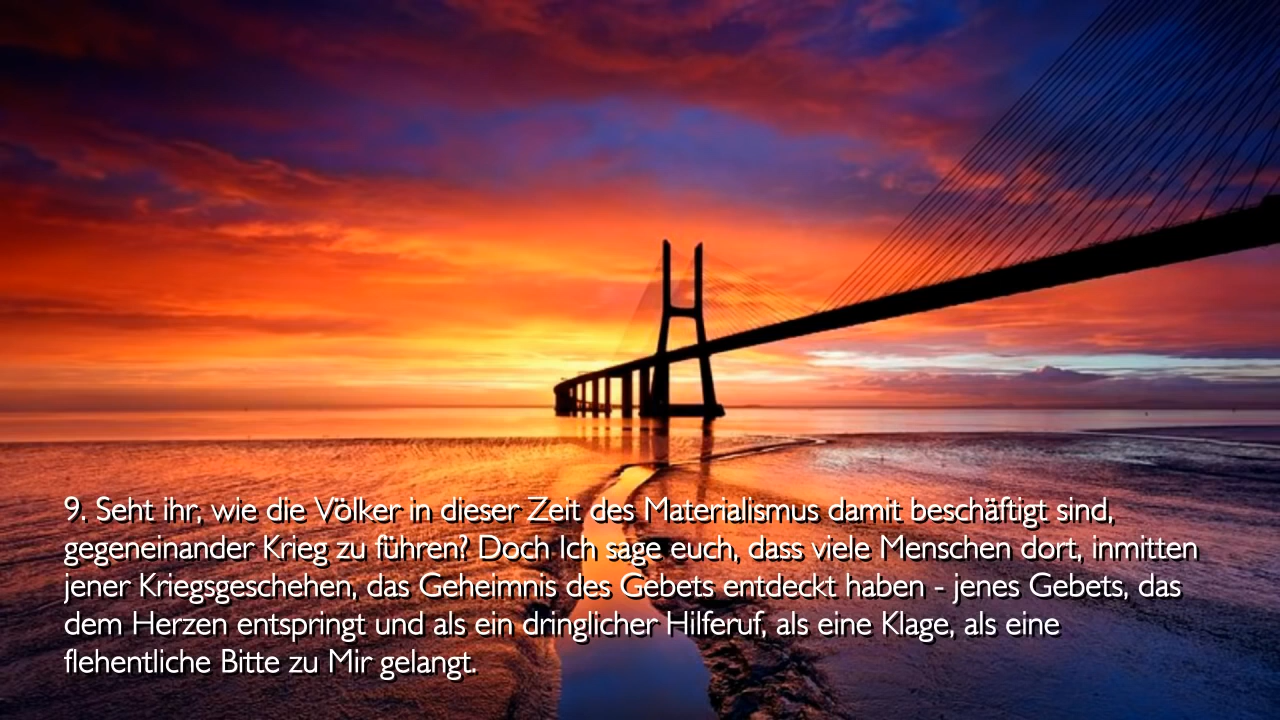 9. Seht ihr, wie die Völker in dieser Zeit des Materialismus damit beschäftigt sind,
gegeneinander Krieg zu führen? Doch Ich sage euch, dass viele Menschen dort, inmitten
jener Kriegsgeschehen, das Geheimnis des Gebets entdeckt haben - jenes Gebets, das
dem Herzen entspringt und als ein dringlicher Hilferuf, als eine Klage, als eine
flehentliche Bitte zu Mir gelangt.